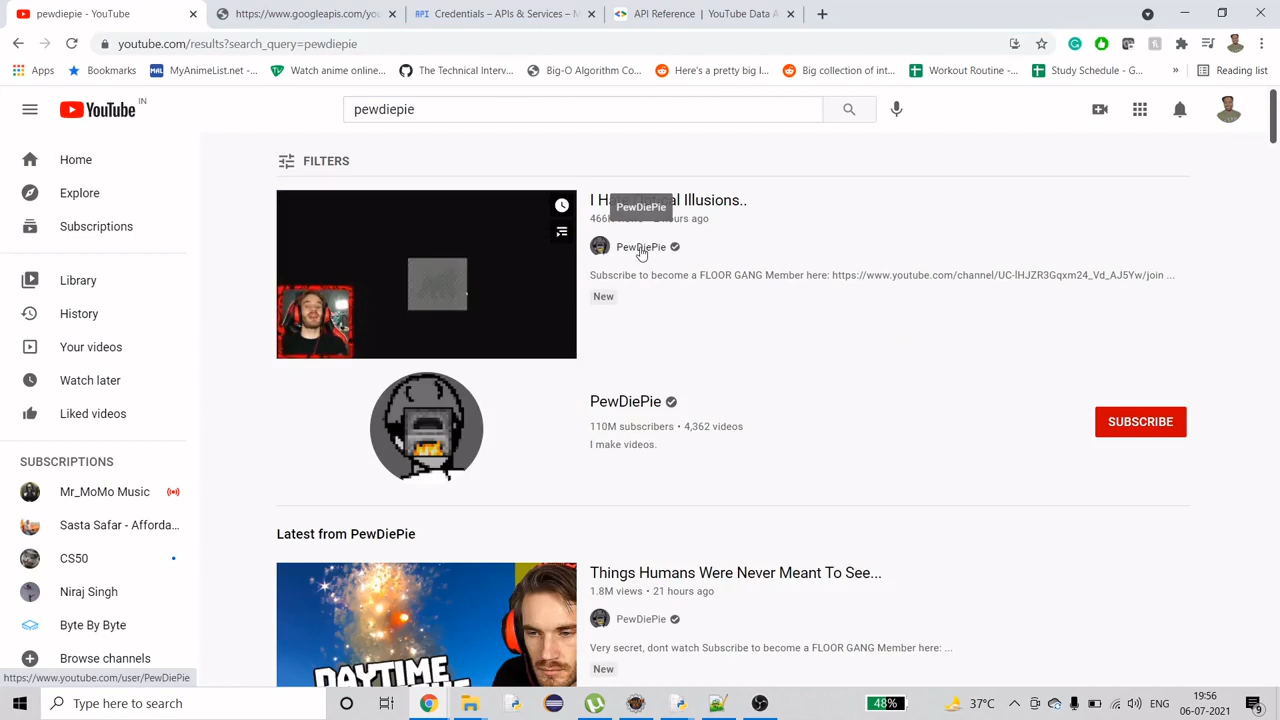 pewdiepie - YouTube
https://www.googleapis.com/youtu
Credentials – APIs & Services – M
API Reference | YouTube Data A
youtube.com/results?search_query=pewdiepie
Apps
Bookmarks
MyAnimeList.net -...
Watch anime online...
The Technical Interv...
Big-O Algorithm Co...
Here's a pretty big l...
Big collection of int...
Workout Routine -...
Study Schedule - G...
»
Reading list
YouTube
IN
pewdiepie
Home
Explore
Subscriptions
Library
History
Your videos
Watch later
Liked videos
SUBSCRIPTIONS
Mr_MoMo Music
Sasta Safar - Afforda...
CS50
Niraj Singh
Byte By Byte
Browse channels
FILTERS
I Illusions..
PewDiePie
hours ago
PewDiePie
Subscribe to become a FLOOR GANG Member here: https://www.youtube.com/channel/UC-lHJZR3Gqxm24_Vd_AJ5Yw/join ...
New
PewDiePie
110M subscribers • 4,362 videos
I make videos.
SUBSCRIBE
Latest from PewDiePie
DAYTIME
Things Humans Were Never Meant To See...
1.8M views • 21 hours ago
PewDiePie
Very secret, dont watch Subscribe to become a FLOOR GANG Member here: ...
New
https://www.youtube.com/user/PewDiePie
Type here to search
48%
37°C
ENG
19:56
06-07-2021
9